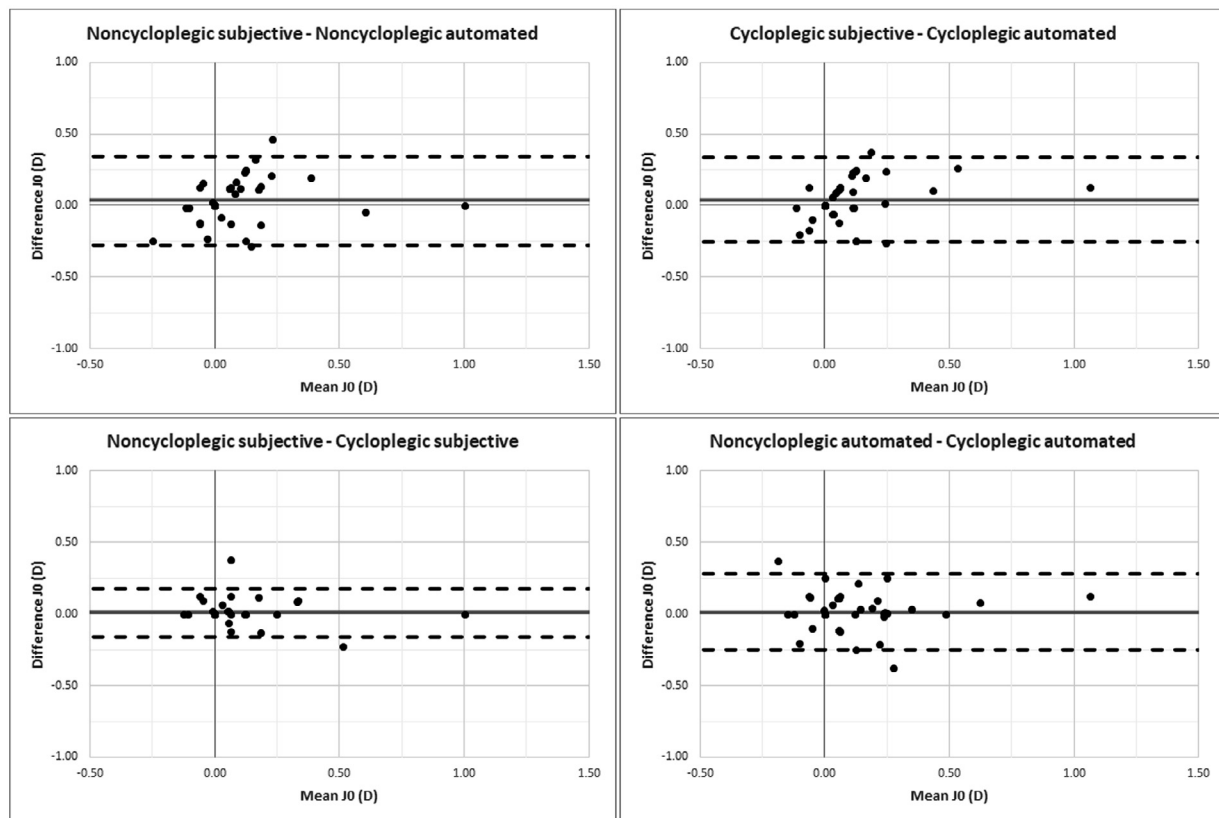 Noncycloplegic subjective - Noncycloplegic automated
1.00
0.50
0.00
-0.50
-1.00
Difference J0 (D)
-0.50 0.00 0.50 1.00 1.50
Mean J0 (D)
Cycloplegic subjective - Cycloplegic automated
1.00
0.50
0.00
-0.50
-1.00
Difference J0 (D)
-0.50 0.00 0.50 1.00 1.50
Mean J0 (D)
Noncycloplegic subjective - Cycloplegic subjective
1.00
0.50
0.00
-0.50
-1.00
Difference J0 (D)
-0.50 0.00 0.50 1.00 1.50
Mean J0 (D)
Noncycloplegic automated - Cycloplegic automated
1.00
0.50
0.00
-0.50
-1.00
Difference J0 (D)
-0.50 0.00 0.50 1.00 1.50
Mean J0 (D)